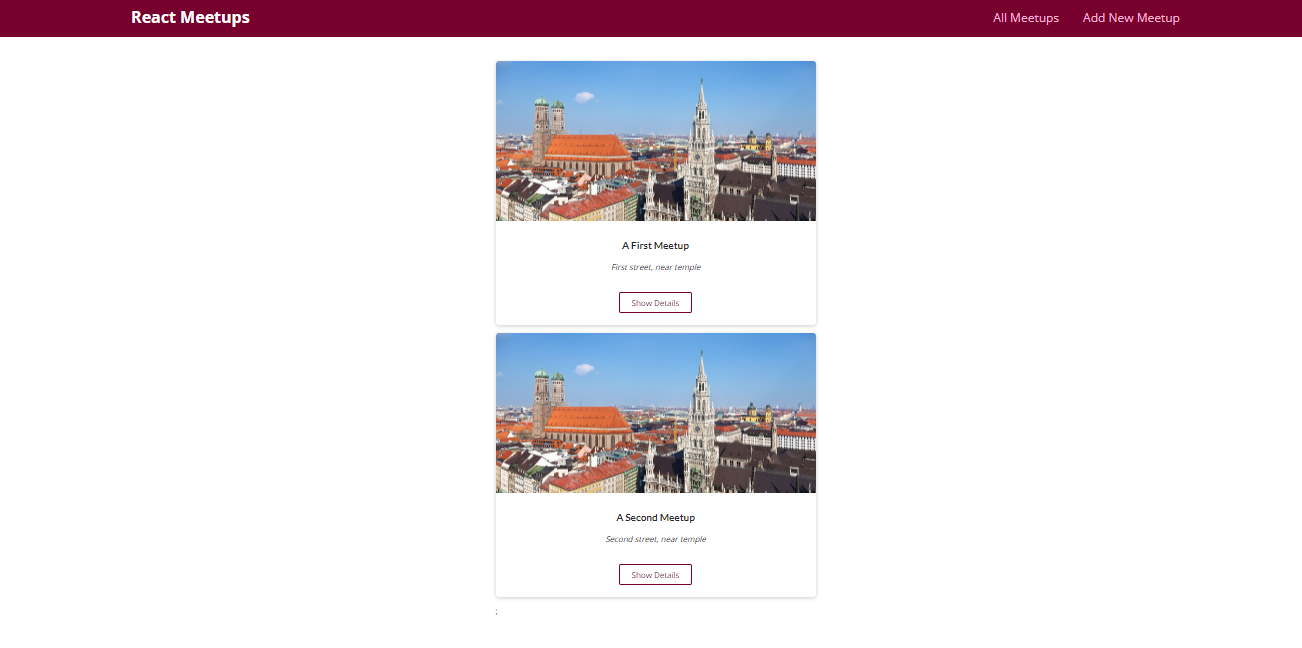 React Meetups
All Meetups
Add New Meetup
A First Meetup
First street, near temple
Show Details
A Second Meetup
Second street, near temple
Show Details
;